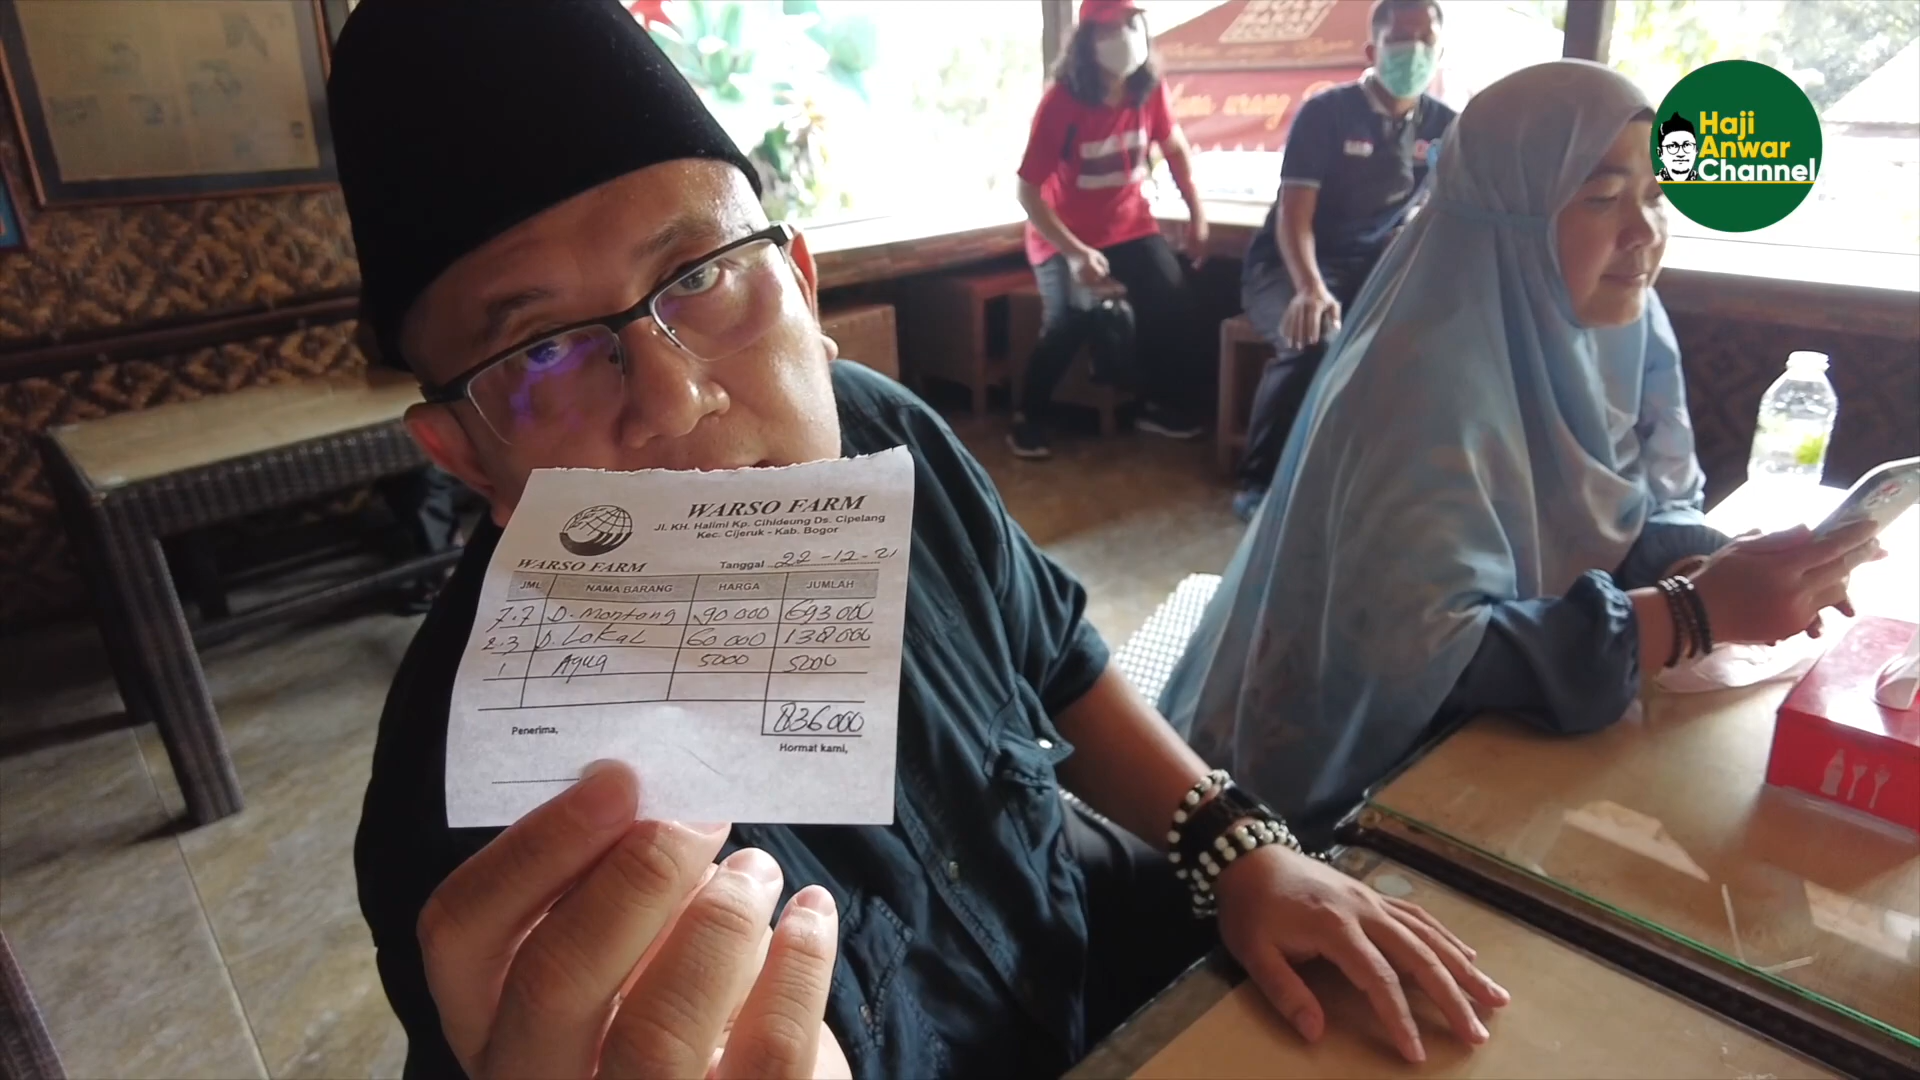 Haji
Anwar
Channel
WARSO FARM
Jl. KH. Halimi Kp. Cihideung Ds. Cipelang
Kec. Cijeruk - Kab. Bogor
WARSO FARM
Tanggal 22-12-21
JML NAMA BARANG HARGA JUMLAH
7.7 D. Montong 90 000 693 000
2.3 D. Lokal 60 000 138 000
1 Aqua 5000 5000
836 000
Penerima,
Hormat kami,